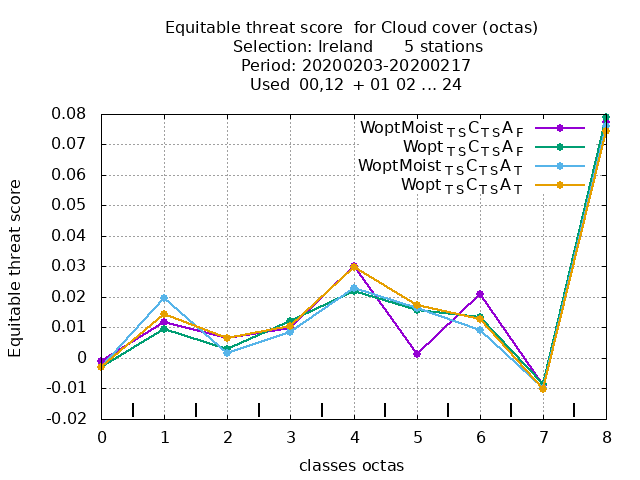 Equitable threat score for Cloud cover (octas)
Selection: Ireland 5 stations
Period: 20200203-20200217
Used 00,12 + 01 02 ... 24
WoptMoist TS C TS A F
Wopt TS C TS A F
WoptMoist TS C TS A T
Wopt TS C TS A T
Equitable threat score
0.08
0.07
0.06
0.05
0.04
0.03
0.02
0.01
0
-0.01
-0.02
0 1 2 3 4 5 6 7 8
classes octas